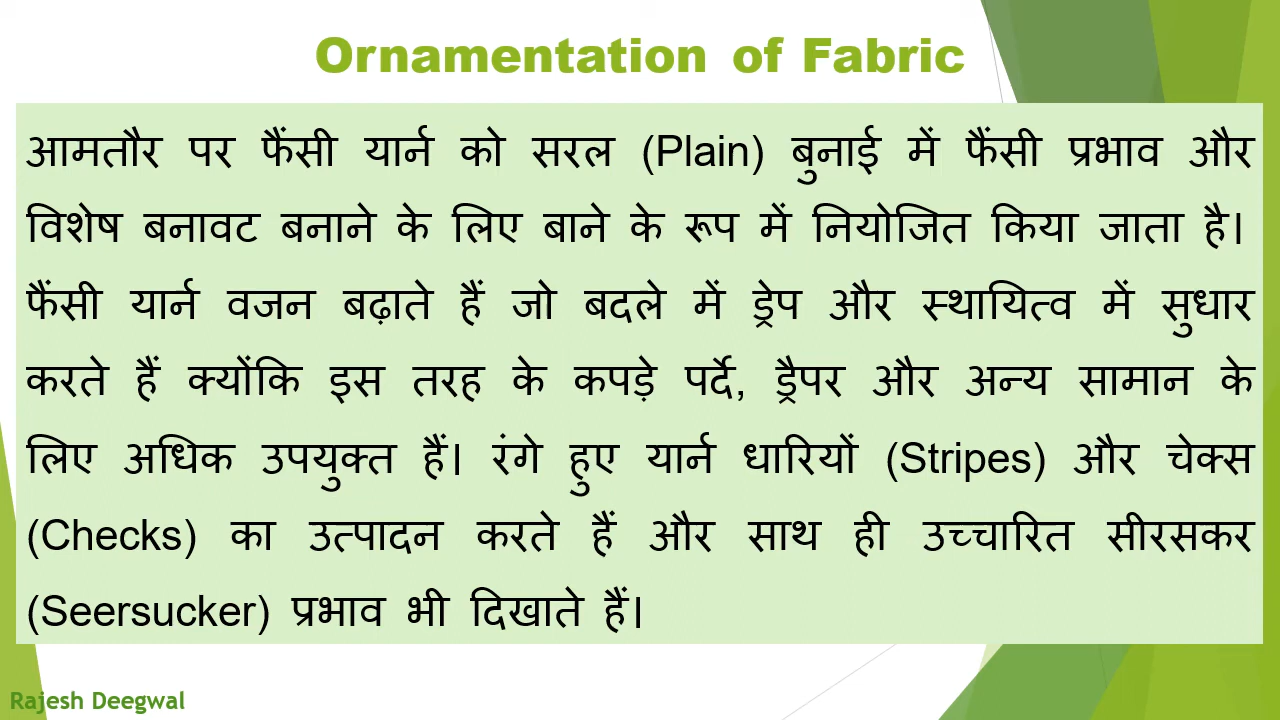 Ornamentation of Fabric
आमतौर पर फैंसी यार्न को सरल (Plain) बुनाई में फैंसी प्रभाव और
विशेष बनावट बनाने के लिए बाने के रूप में नियोजित किया जाता है।
फैंसी यार्न वजन बढ़ाते हैं जो बदले में ड्रेप और स्थायित्व में सुधार
करते हैं क्योंकि इस तरह के कपड़े पर्दे, ड्रैपर और अन्य सामान के
लिए अधिक उपयुक्त हैं। रंगे हुए यार्न धारियों (Stripes) और चेक्स
(Checks) का उत्पादन करते हैं और साथ ही उच्चारित सीरसकर
(Seersucker) प्रभाव भी दिखाते हैं।
Rajesh Deegwal